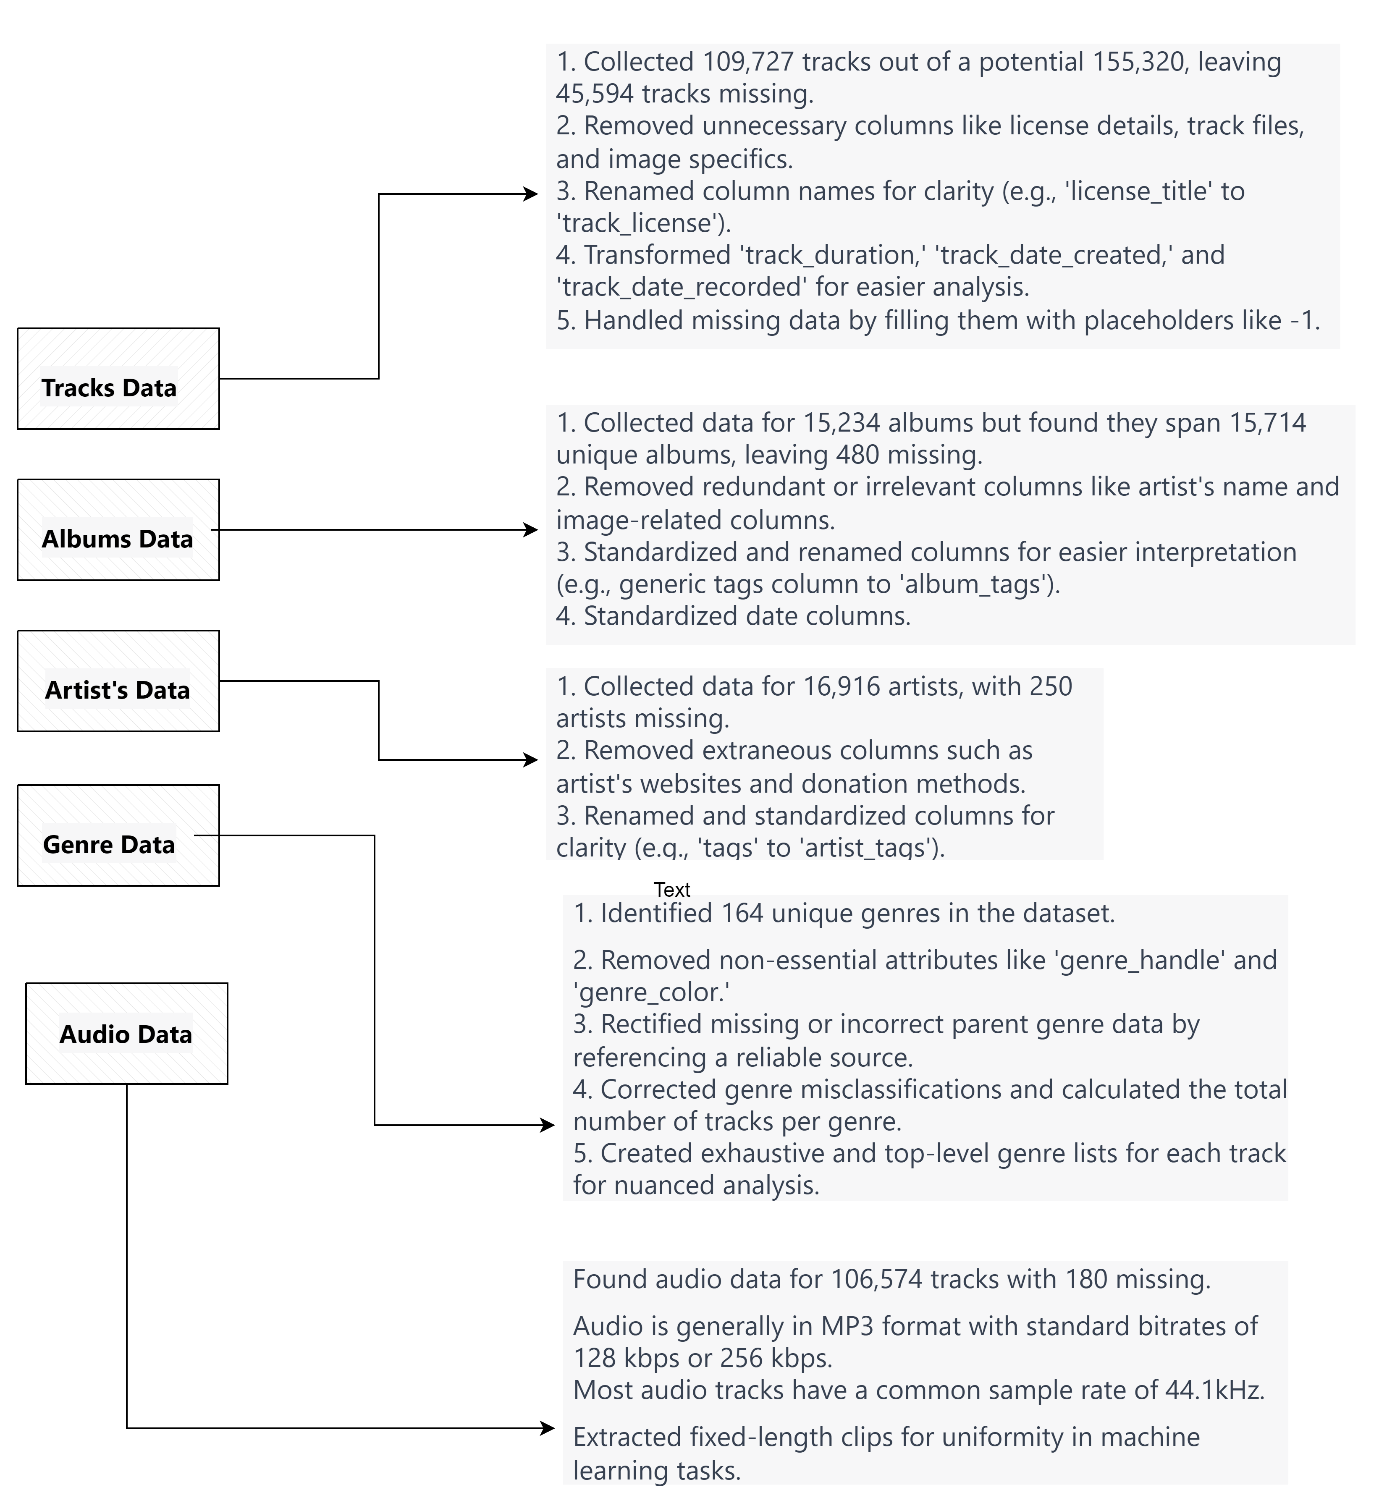 1. Collected 109,727 tracks out of a potential 155,320, leaving
45,594 tracks missing.
2. Removed unnecessary columns like license details, track files,
and image specifics.
3. Renamed column names for clarity (e.g., 'license_title' to
'track_license').
4. Transformed 'track_duration,' 'track_date_created,' and
'track_date_recorded' for easier analysis.
5. Handled missing data by filling them with placeholders like -1.
Tracks Data
1. Collected data for 15,234 albums but found they span 15,714
unique albums, leaving 480 missing.
2. Removed redundant or irrelevant columns like artist's name and
image-related columns.
3. Standardized and renamed columns for easier interpretation
(e.g., generic tags column to 'album_tags').
4. Standardized date columns.
Albums Data
Artist's Data
1. Collected data for 16,916 artists, with 250
artists missing.
2. Removed extraneous columns such as
artist's websites and donation methods.
3. Renamed and standardized columns for
clarity (e.g., 'tags' to 'artist_tags').
Genre Data
Text
1. Identified 164 unique genres in the dataset.
2. Removed non-essential attributes like 'genre_handle' and
'genre_color.'
3. Rectified missing or incorrect parent genre data by
referencing a reliable source.
4. Corrected genre misclassifications and calculated the total
number of tracks per genre.
5. Created exhaustive and top-level genre lists for each track
for nuanced analysis.
Audio Data
Found audio data for 106,574 tracks with 180 missing.
Audio is generally in MP3 format with standard bitrates of
128 kbps or 256 kbps.
Most audio tracks have a common sample rate of 44.1kHz.
Extracted fixed-length clips for uniformity in machine
learning tasks.